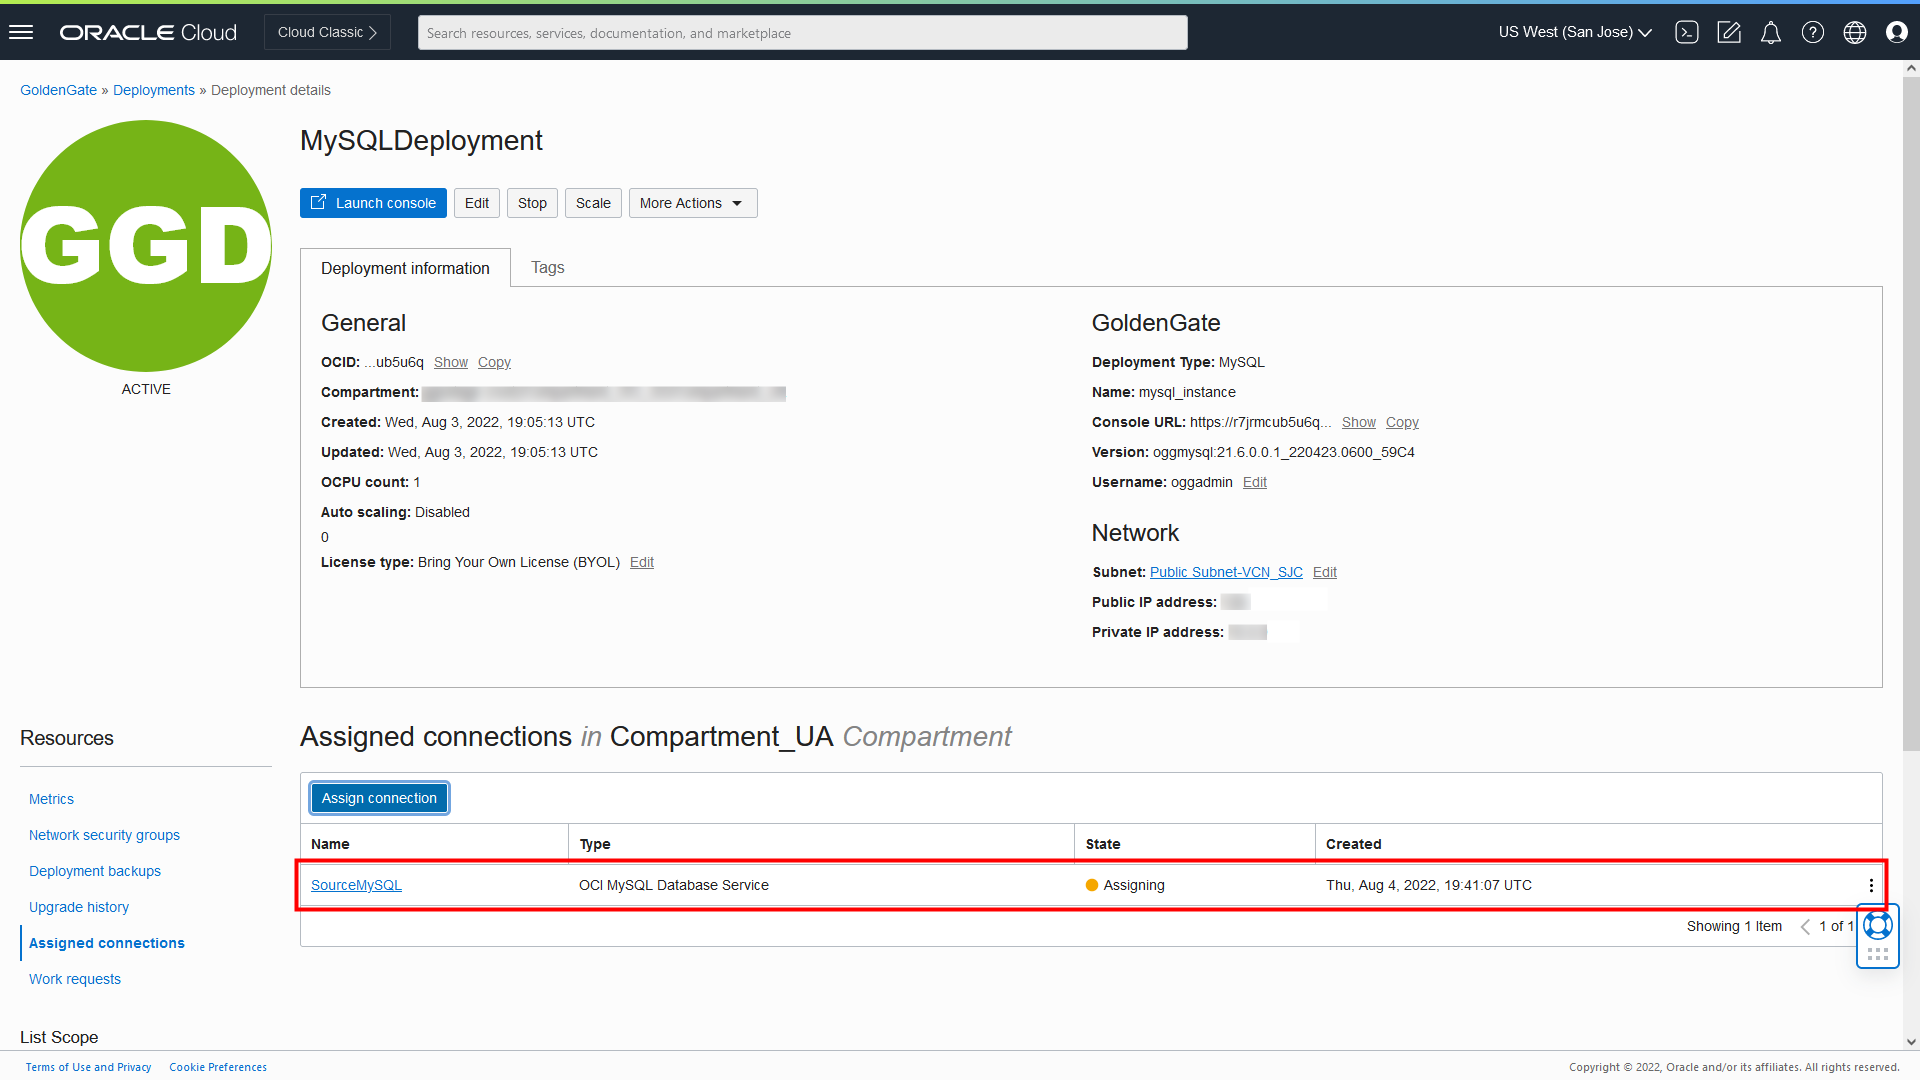 ORACLE Cloud
Cloud Classic
Search resources, services, documentation, and marketplace
US West (San Jose)
GoldenGate » Deployments » Deployment details
GGD
ACTIVE
MySQLDeployment
Launch console
Edit
Stop
Scale
More Actions
Deployment information
Tags
General
OCID: ...ub5u6q Show Copy
Compartment:
Created: Wed, Aug 3, 2022, 19:05:13 UTC
Updated: Wed, Aug 3, 2022, 19:05:13 UTC
OCPU count: 1
Auto scaling: Disabled
0
License type: Bring Your Own License (BYOL) Edit
GoldenGate
Deployment Type: MySQL
Name: mysql_instance
Console URL: https://r7jrmcub5u6q... Show Copy
Version: oggmysql:21.6.0.0.1_220423.0600_59C4
Username: oggadmin Edit
Network
Subnet: Public Subnet-VCN_SJC Edit
Public IP address:
Private IP address:
Resources
Metrics
Network security groups
Deployment backups
Upgrade history
Assigned connections
Work requests
List Scope
Assigned connections in Compartment_UA Compartment
Assign connection
Name Type State Created
SourceMySQL OCI MySQL Database Service Assigning Thu, Aug 4, 2022, 19:41:07 UTC
Showing 1 Item 1 of 1
Terms of Use and Privacy Cookie Preferences
Copyright © 2022, Oracle and/or its affiliates. All rights reserved.